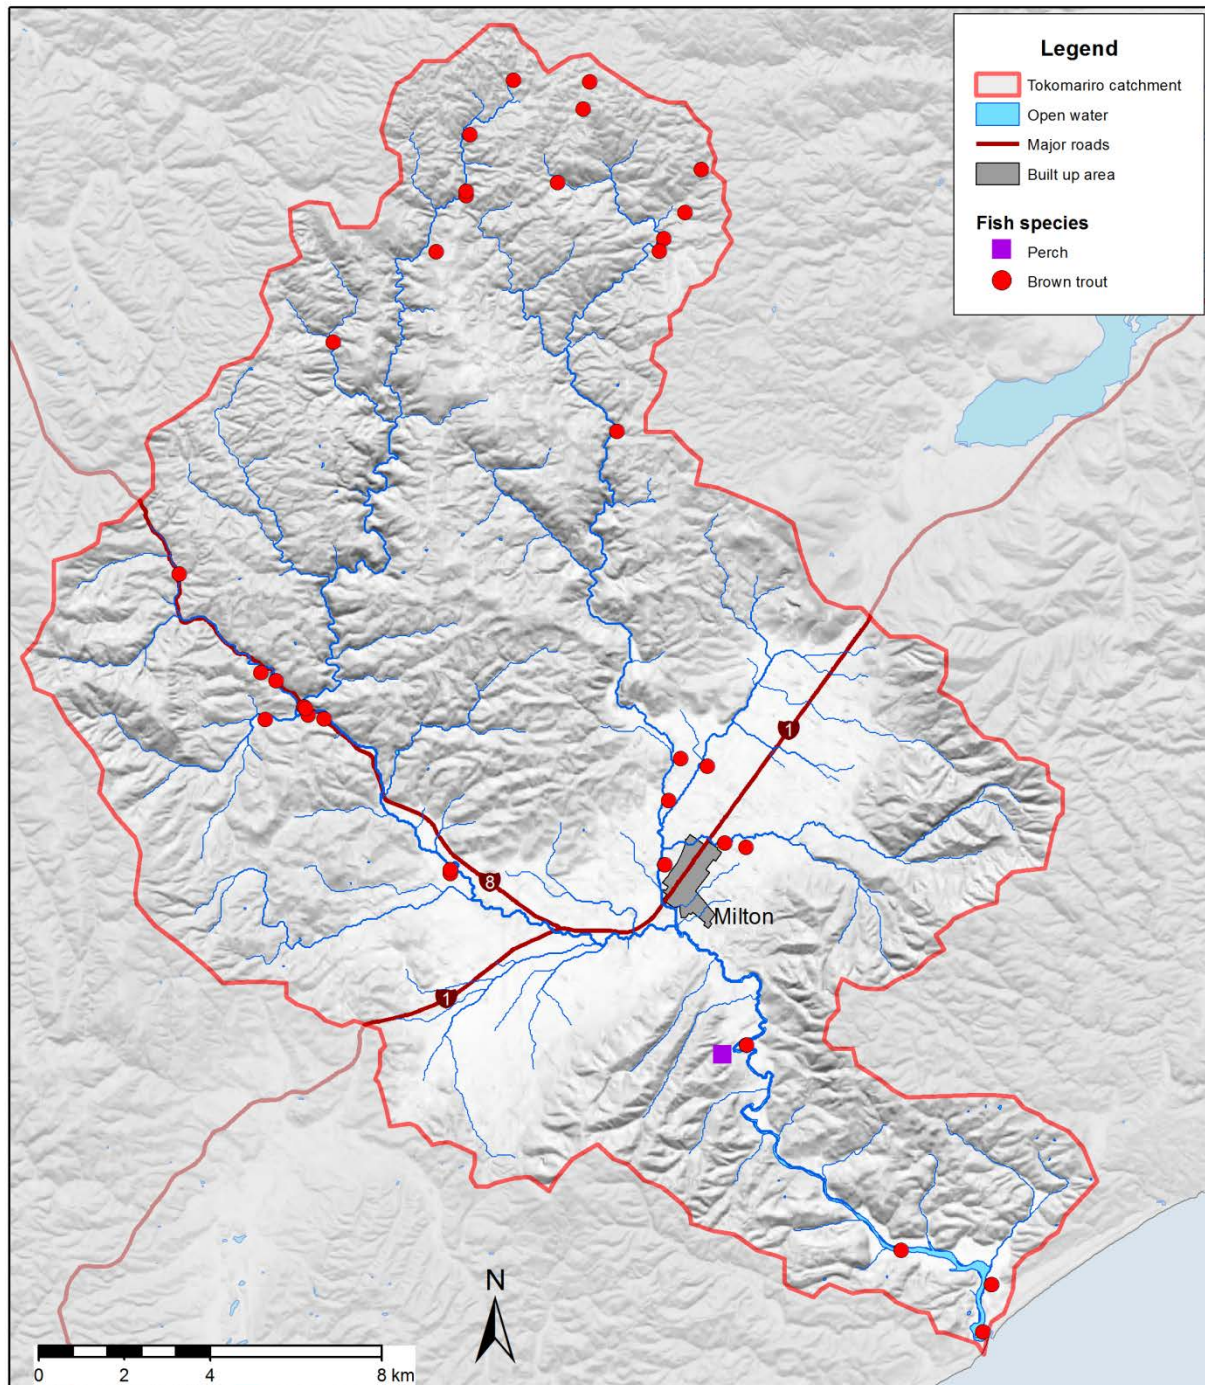 Legend
Tokomariro catchment
Open water
Major roads
Built up area
Fish species
Perch
Brown trout
1
8
Milton
1
N
0 2 4 8 km